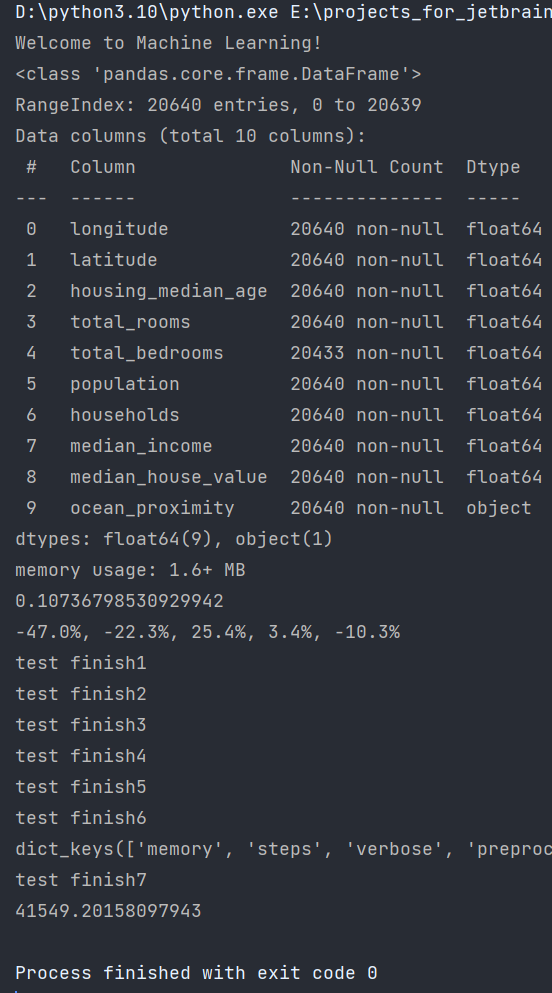 D:\python3.10\python.exe E:\projects_for_jetbrain
Welcome to Machine Learning!
<class 'pandas.core.frame.DataFrame'>
RangeIndex: 20640 entries, 0 to 20639
Data columns (total 10 columns):
 #   Column              Non-Null Count  Dtype
---  ------              --------------  -----
 0   longitude           20640 non-null  float64
 1   latitude            20640 non-null  float64
 2   housing_median_age  20640 non-null  float64
 3   total_rooms         20640 non-null  float64
 4   total_bedrooms      20433 non-null  float64
 5   population          20640 non-null  float64
 6   households          20640 non-null  float64
 7   median_income       20640 non-null  float64
 8   median_house_value  20640 non-null  float64
 9   ocean_proximity     20640 non-null  object
dtypes: float64(9), object(1)
memory usage: 1.6+ MB
0.10736798530929942
-47.0%, -22.3%, 25.4%, 3.4%, -10.3%
test finish1
test finish2
test finish3
test finish4
test finish5
test finish6
dict_keys(['memory', 'steps', 'verbose', 'preproc
test finish7
41549.20158097943
Process finished with exit code 0